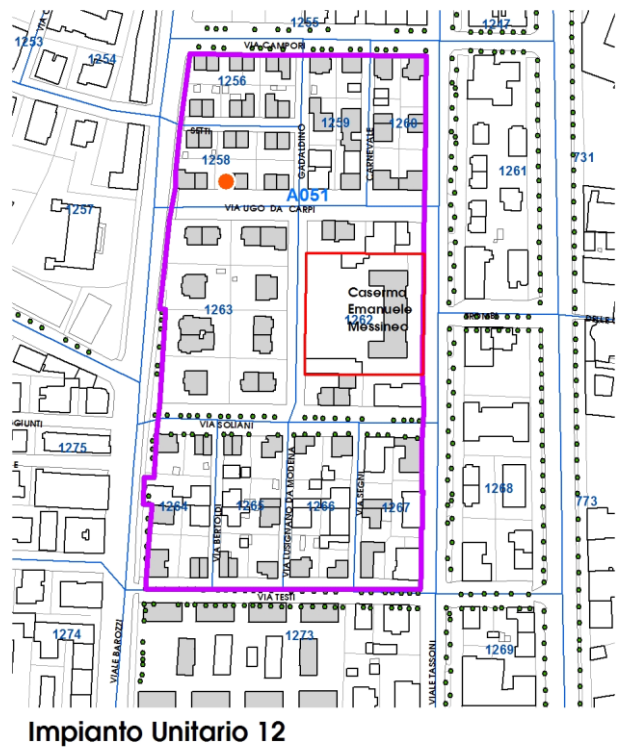 1255
1247
1253
VIA CAMPORI
1254
1256
1259
1260
SETTI
1258
GADALDINO
CARNEVALE
731
1261
A051
1257
VIA UGO DA CARPI
Caserma
1263
Emanuele
1262
Messineo
GIUNTI
VIA SOLIANI
1275
E
VIA BERTOLDI
VIA LUSIGNANO DA MODENA
VIA SEGNI
1264
1265
1266
1267
1268
773
VIA TESTI
1274
VIALE BAROZZI
1273
VIALE TASSONI
1269
Impianto Unitario 12